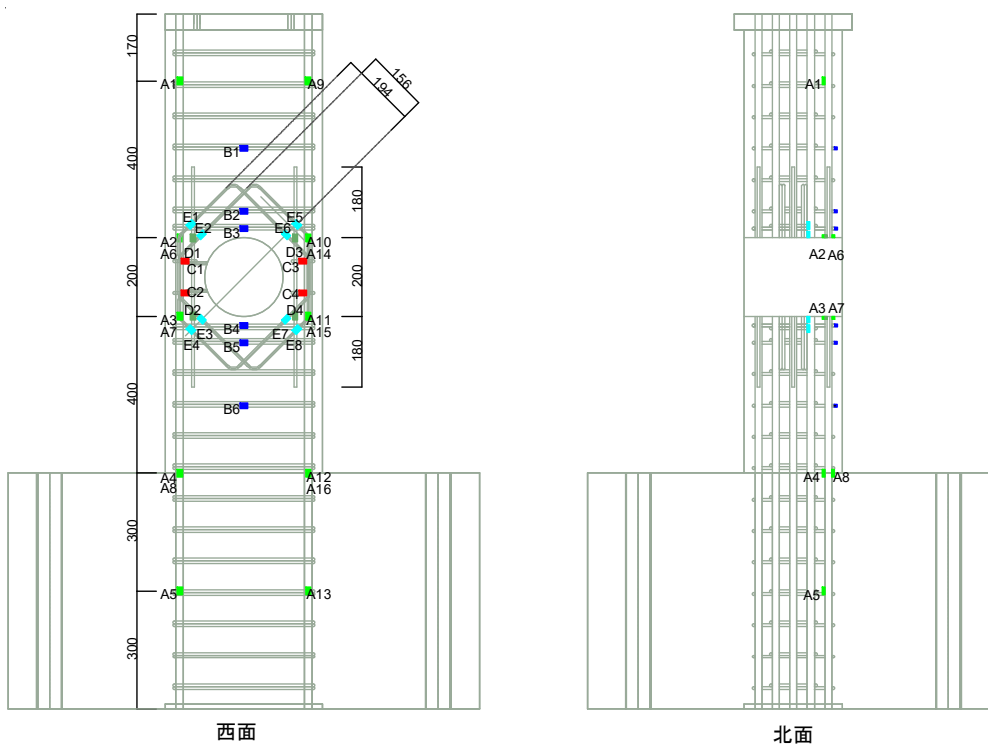 170
A1
A9
156
194
A1
400
B1
180
E1
B2
E5
E2
E6
B3
A2
A10
A6
D1
D3
A14
A2 A6
C1
C3
200
200
C2
C4
A3
D2
D4
A11
A3 A7
A7
E3
B4
E7
A15
E4
B5
E8
180
400
B6
A4
A12
A4
A8
A8
A16
300
A5
A13
A5
300
西面
北面